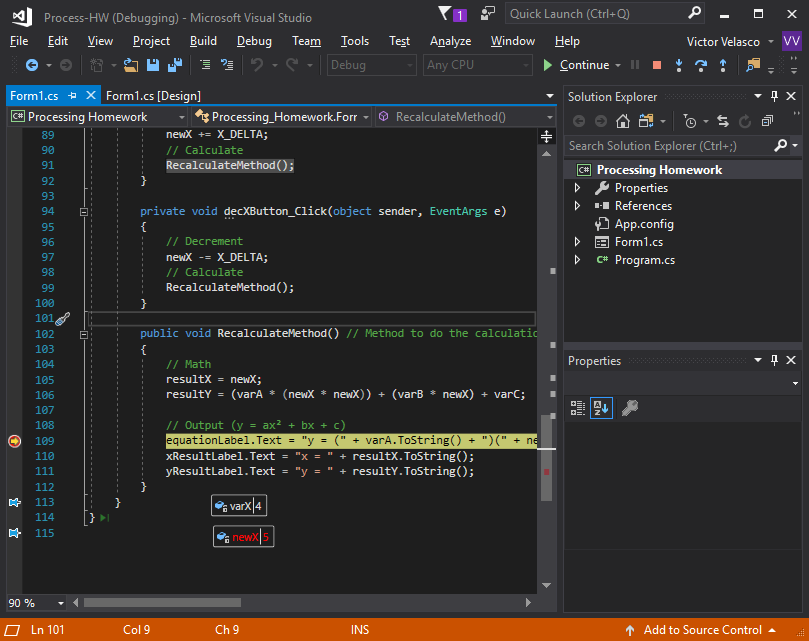 Process-HW (Debugging) - Microsoft Visual Studio
1
Quick Launch (Ctrl+Q)
File Edit View Project Build Debug Team Tools Test Analyze Window Help
Victor Velasco VV
Debug Any CPU Continue
Form1.cs Form1.cs [Design]
C# Processing Homework Processing_Homework.Forr RecalculateMethod()
89 newX += X_DELTA;
90 // Calculate
91 RecalculateMethod();
92 }
93
94 private void decXButton_Click(object sender, EventArgs e)
95 {
96 // Decrement
97 newX -= X_DELTA;
98 // Calculate
99 RecalculateMethod();
100 }
101
102 public void RecalculateMethod() // Method to do the calculatio
103 {
104 // Math
105 resultX = newX;
106 resultY = (varA * (newX * newX)) + (varB * newX) + varC;
107
108 // Output (y = ax² + bx + c)
109 equationLabel.Text = "y = (" + varA.ToString() + ")(" + ne
110 xResultLabel.Text = "x = " + resultX.ToString();
111 yResultLabel.Text = "y = " + resultY.ToString();
112 }
113 }
114 }
115
varX 4
newX 5
90 %
Solution Explorer
Search Solution Explorer (Ctrl+;)
C# Processing Homework
Properties
References
App.config
Form1.cs
C# Program.cs
Properties
Ln 101 Col 9 Ch 9 INS Add to Source Control